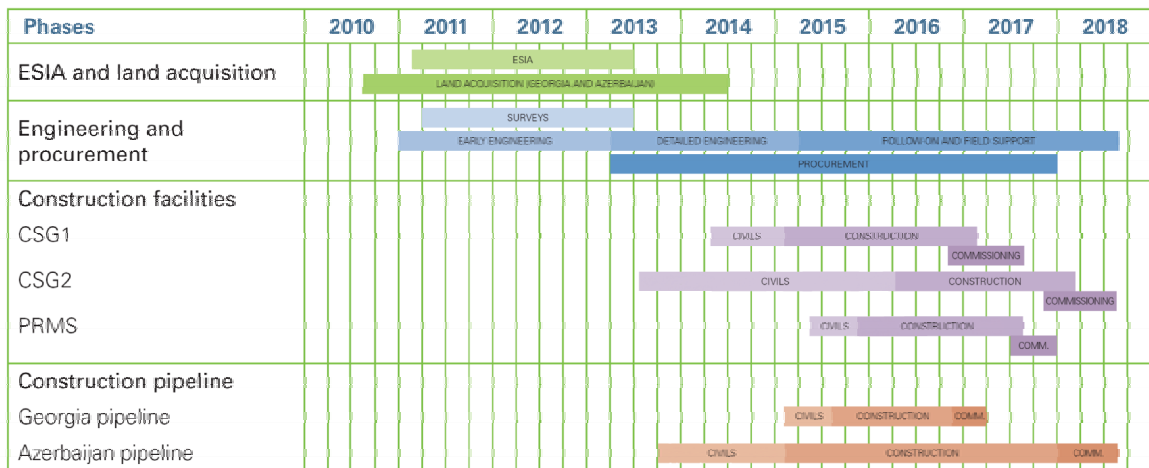 Phases 2010 2011 2012 2013 2014 2015 2016 2017 2018
ESIA
ESIA and land acquisition
LAND ACQUISITION (GEORGIA AND AZERBAIJAN)
SURVEYS
Engineering and procurement
EARLY ENGINEERING DETAILED ENGINEERING FOLLOW ON AND FIELD SUPPORT
PROCUREMENT
Construction facilities
CSG1 CIVILS CONSTRUCTION
COMMISSIONING
CSG2 CIVILS CONSTRUCTION
COMMISSIONING
PRMS CIVILS CONSTRUCTION
COMM.
Construction pipeline
Georgia pipeline CIVILS CONSTRUCTION COMM.
Azerbaijan pipeline CIVILS CONSTRUCTION COMM.